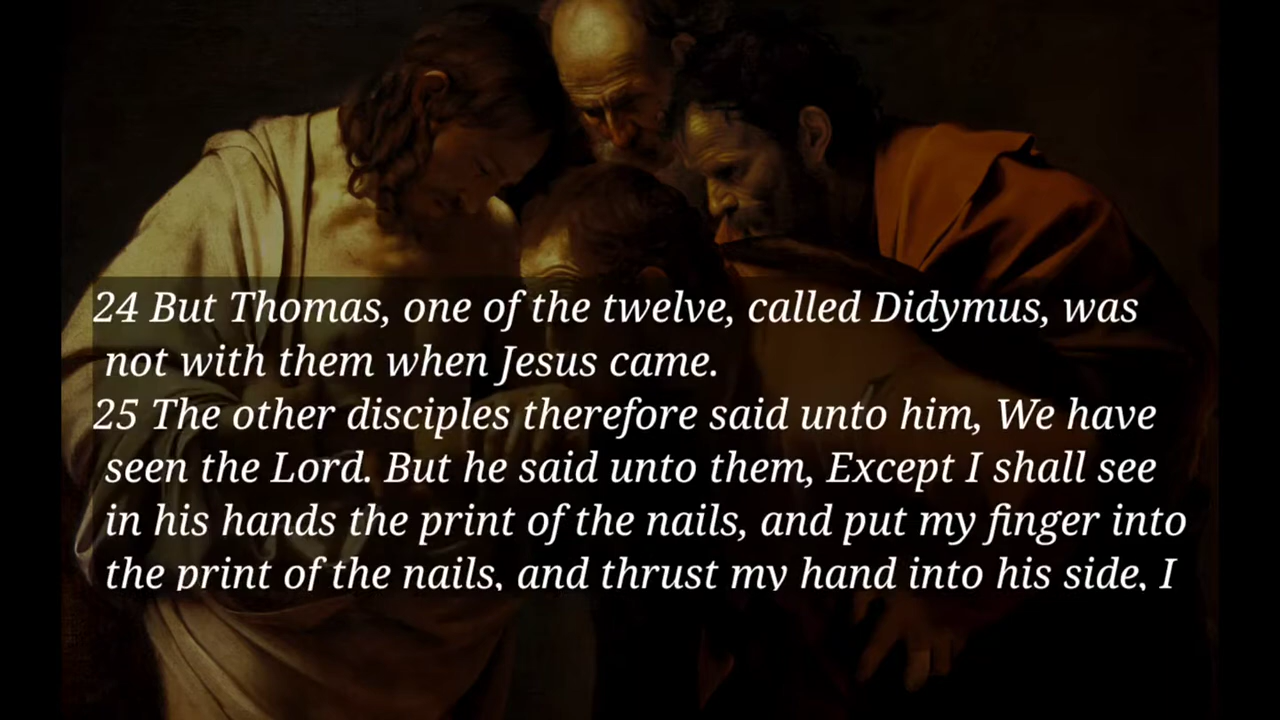 24 But Thomas, one of the twelve, called Didymus, was
not with them when Jesus came.
25 The other disciples therefore said unto him, We have
seen the Lord. But he said unto them, Except I shall see
in his hands the print of the nails, and put my finger into
the print of the nails, and thrust my hand into his side, I